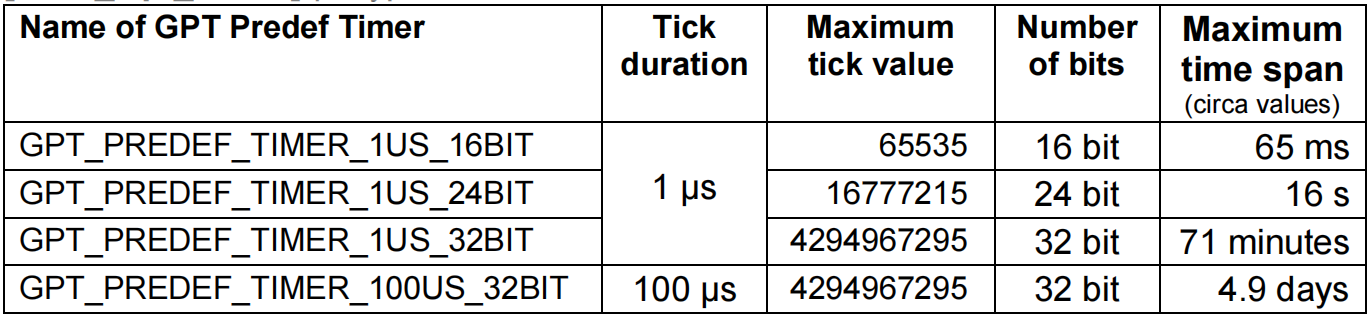 Name of GPT Predef Timer Tick duration Maximum tick value Number of bits Maximum time span (circa values)
GPT_PREDEF_TIMER_1US_16BIT 1 µs 65535 16 bit 65 ms
GPT_PREDEF_TIMER_1US_24BIT 16777215 24 bit 16 s
GPT_PREDEF_TIMER_1US_32BIT 4294967295 32 bit 71 minutes
GPT_PREDEF_TIMER_100US_32BIT 100 µs 4294967295 32 bit 4.9 days